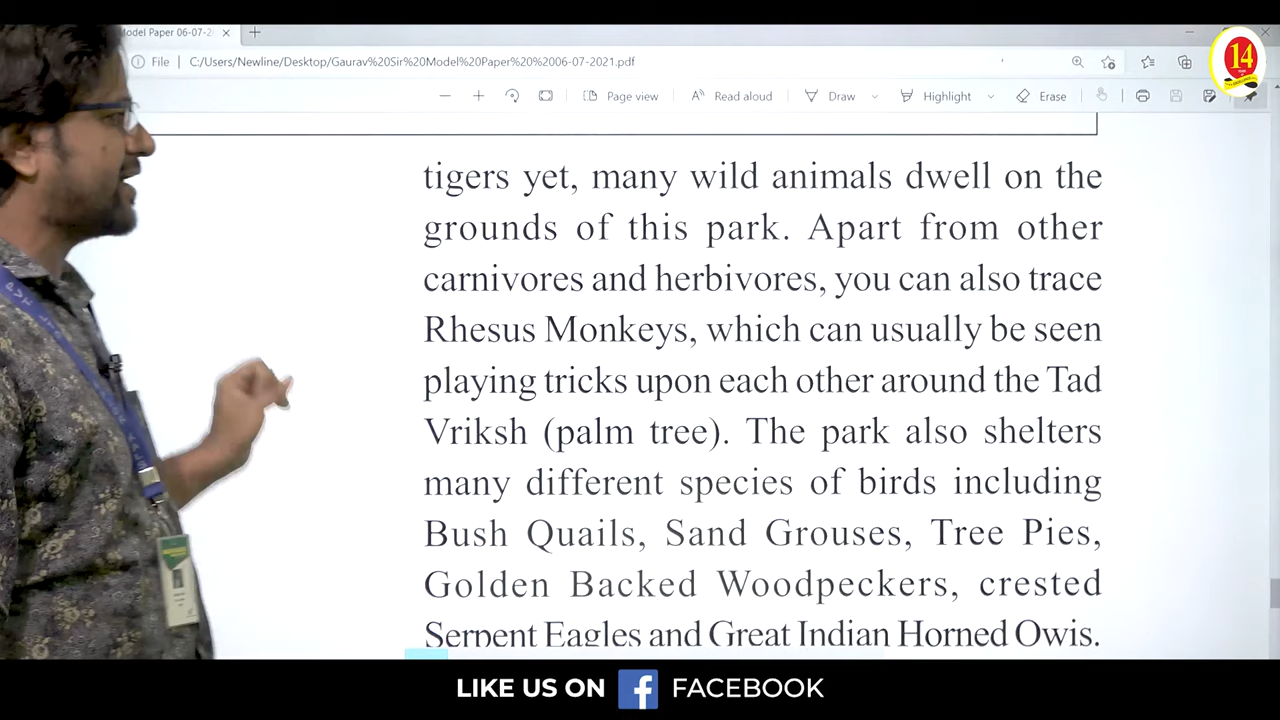 Model Paper 06-07-2
File C:/Users/Newline/Desktop/Gaurav%20Sir%20Model%20Paper%20%2006-07-2021.pdf
Page view Read aloud Draw Highlight Erase
14
tigers yet, many wild animals dwell on the
grounds of this park. Apart from other
carnivores and herbivores, you can also trace
Rhesus Monkeys, which can usually be seen
playing tricks upon each other around the Tad
Vriksh (palm tree). The park also shelters
many different species of birds including
Bush Quails, Sand Grouses, Tree Pies,
Golden Backed Woodpeckers, crested
Serpent Eagles and Great Indian Horned Owis.
LIKE US ON f FACEBOOK